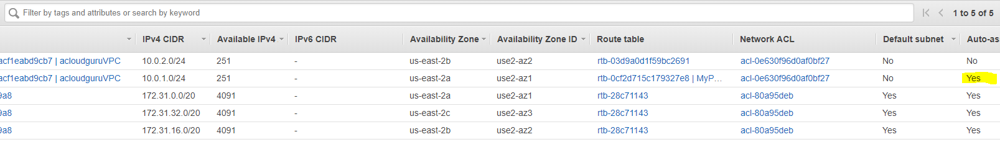 Filter by tags and attributes or search by keyword 1 to 5 of 5
IPv4 CIDR Available IPv4 IPv6 CIDR Availability Zone Availability Zone ID Route table Network ACL Default subnet Auto-as
acf1eabd9cb7 | acloudguruVPC 10.0.2.0/24 251 - us-east-2b use2-az2 rtb-03d9a0d1f59bc2691 acl-0e630f96d0af0bf27 No No
acf1eabd9cb7 | acloudguruVPC 10.0.1.0/24 251 - us-east-2a use2-az1 rtb-0cf2d715c179327e8 | MyP… acl-0e630f96d0af0bf27 No Yes
9a8 172.31.0.0/20 4091 - us-east-2a use2-az1 rtb-28c71143 acl-80a95deb Yes Yes
9a8 172.31.32.0/20 4091 - us-east-2c use2-az3 rtb-28c71143 acl-80a95deb Yes Yes
9a8 172.31.16.0/20 4091 - us-east-2b use2-az2 rtb-28c71143 acl-80a95deb Yes Yes